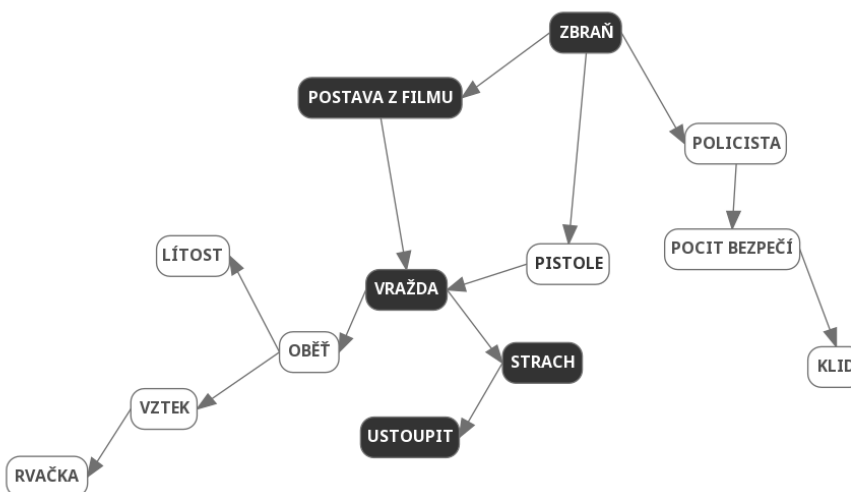 ZBRAŇ
POSTAVA Z FILMU
POLICISTA
LÍTOST
POCIT BEZPEČÍ
PISTOLE
VRAŽDA
OBĚŤ
STRACH
KLID
VZTEK
USTOUPIT
RVAČKA